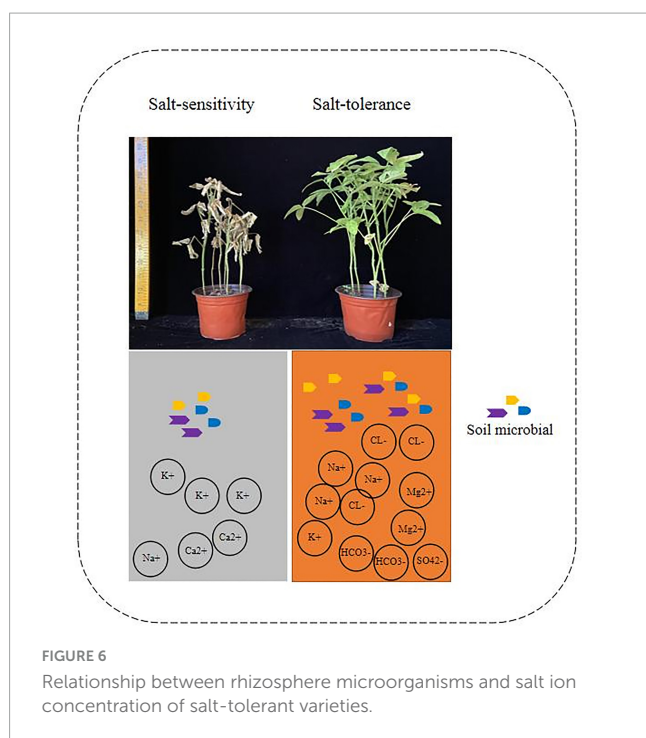 Salt-sensitivity Salt-tolerance
Soil microbial
CL- CL-
Na+ Na+
K+
K+ K+ Na+ CL- Mg2+
Mg2+
K+ Ca2+
Na+ Ca2+ HCO3- HCO3- SO42-
FIGURE 6
Relationship between rhizosphere microorganisms and salt ion
concentration of salt-tolerant varieties.